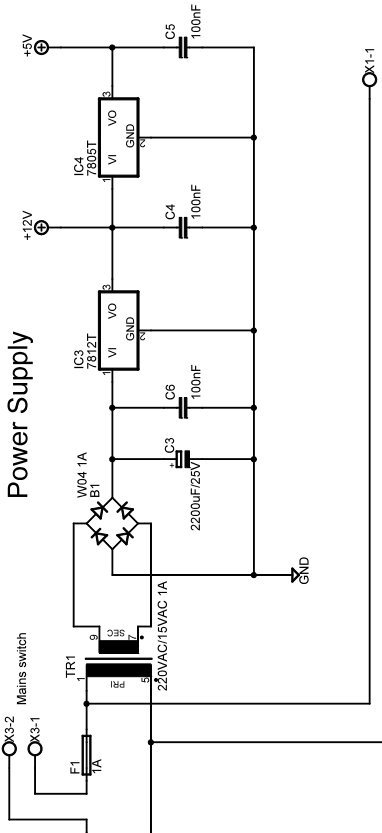 Power Supply
+5V
C5
100nF
X1-1
3
VO
GND
2
IC4
7805T
VI
1
+12V
C4
100nF
3
VO
GND
2
IC3
7812T
VI
1
C6
100nF
C3
+
2200uF/25V
W04 1A
B1
GND
9
SEC
7
TR1
220VAC/15VAC 1A
1
PRI
5
Mains switch
X3-2
X3-1
F1
1A